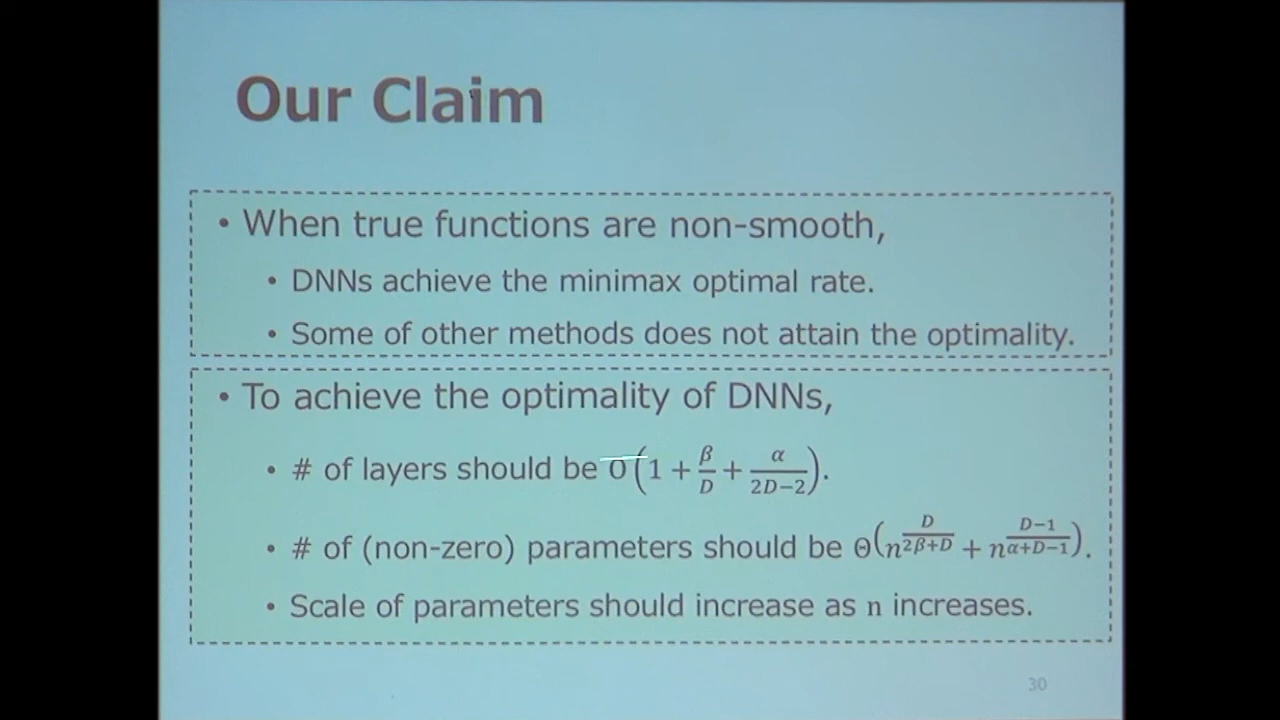 Our Claim
• When true functions are non-smooth,
• DNNs achieve the minimax optimal rate.
• Some of other methods does not attain the optimality.
• To achieve the optimality of DNNs,
• # of layers should be O(1 + β/D + α/(2D−2)).
• # of (non-zero) parameters should be Θ(n^(D/(2β+D)) + n^((D−1)/(α+D−1))).
• Scale of parameters should increase as n increases.
30